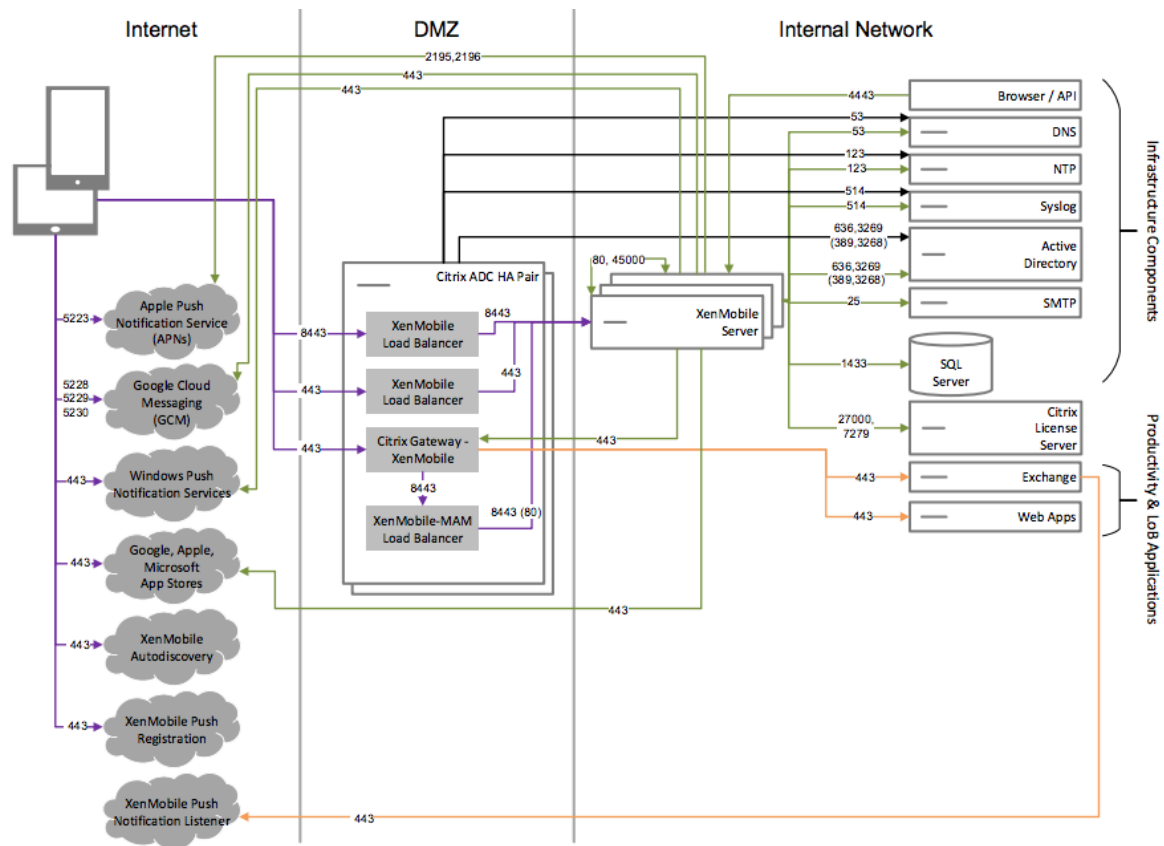 Internet
DMZ
Internal Network
2195,2196
443
443
4443
Browser / API
53
53
DNS
123
123
NTP
514
514
Syslog
636,3269
(389,3268)
636,3269
(389,3268)
Active
Directory
25
SMTP
1433
SQL
Server
27000,
7279
Citrix
License
Server
443
Exchange
443
Web Apps
Infrastructure Components
Productivity & LoB Applications
80, 45000
XenMobile
Server
Citrix ADC HA Pair
8443
XenMobile
Load Balancer
8443
443
XenMobile
Load Balancer
443
443
Citrix Gateway -
XenMobile
443
8443
XenMobile-MAM
Load Balancer
8443 (80)
443
5223
Apple Push
Notification Service
(APNs)
5228
5229
5230
Google Cloud
Messaging
(GCM)
443
Windows Push
Notification Services
443
Google, Apple,
Microsoft
App Stores
443
XenMobile
Autodiscovery
443
XenMobile Push
Registration
XenMobile Push
Notification Listener
443